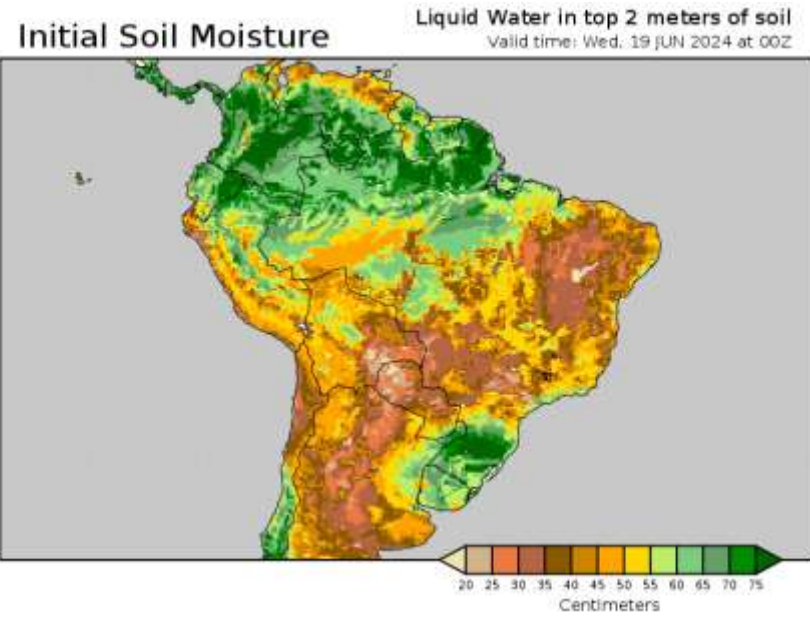 Initial Soil Moisture
Liquid Water in top 2 meters of soil
Valid time: Wed, 19 JUN 2024 at 00Z
20 25 30 35 40 45 50 55 60 65 70 75
Centimeters